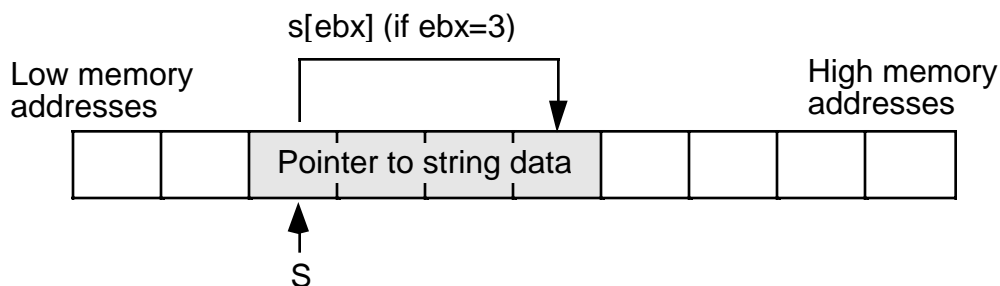 s[ebx] (if ebx=3)
Low memory
addresses
High memory
addresses
Pointer to string data
S